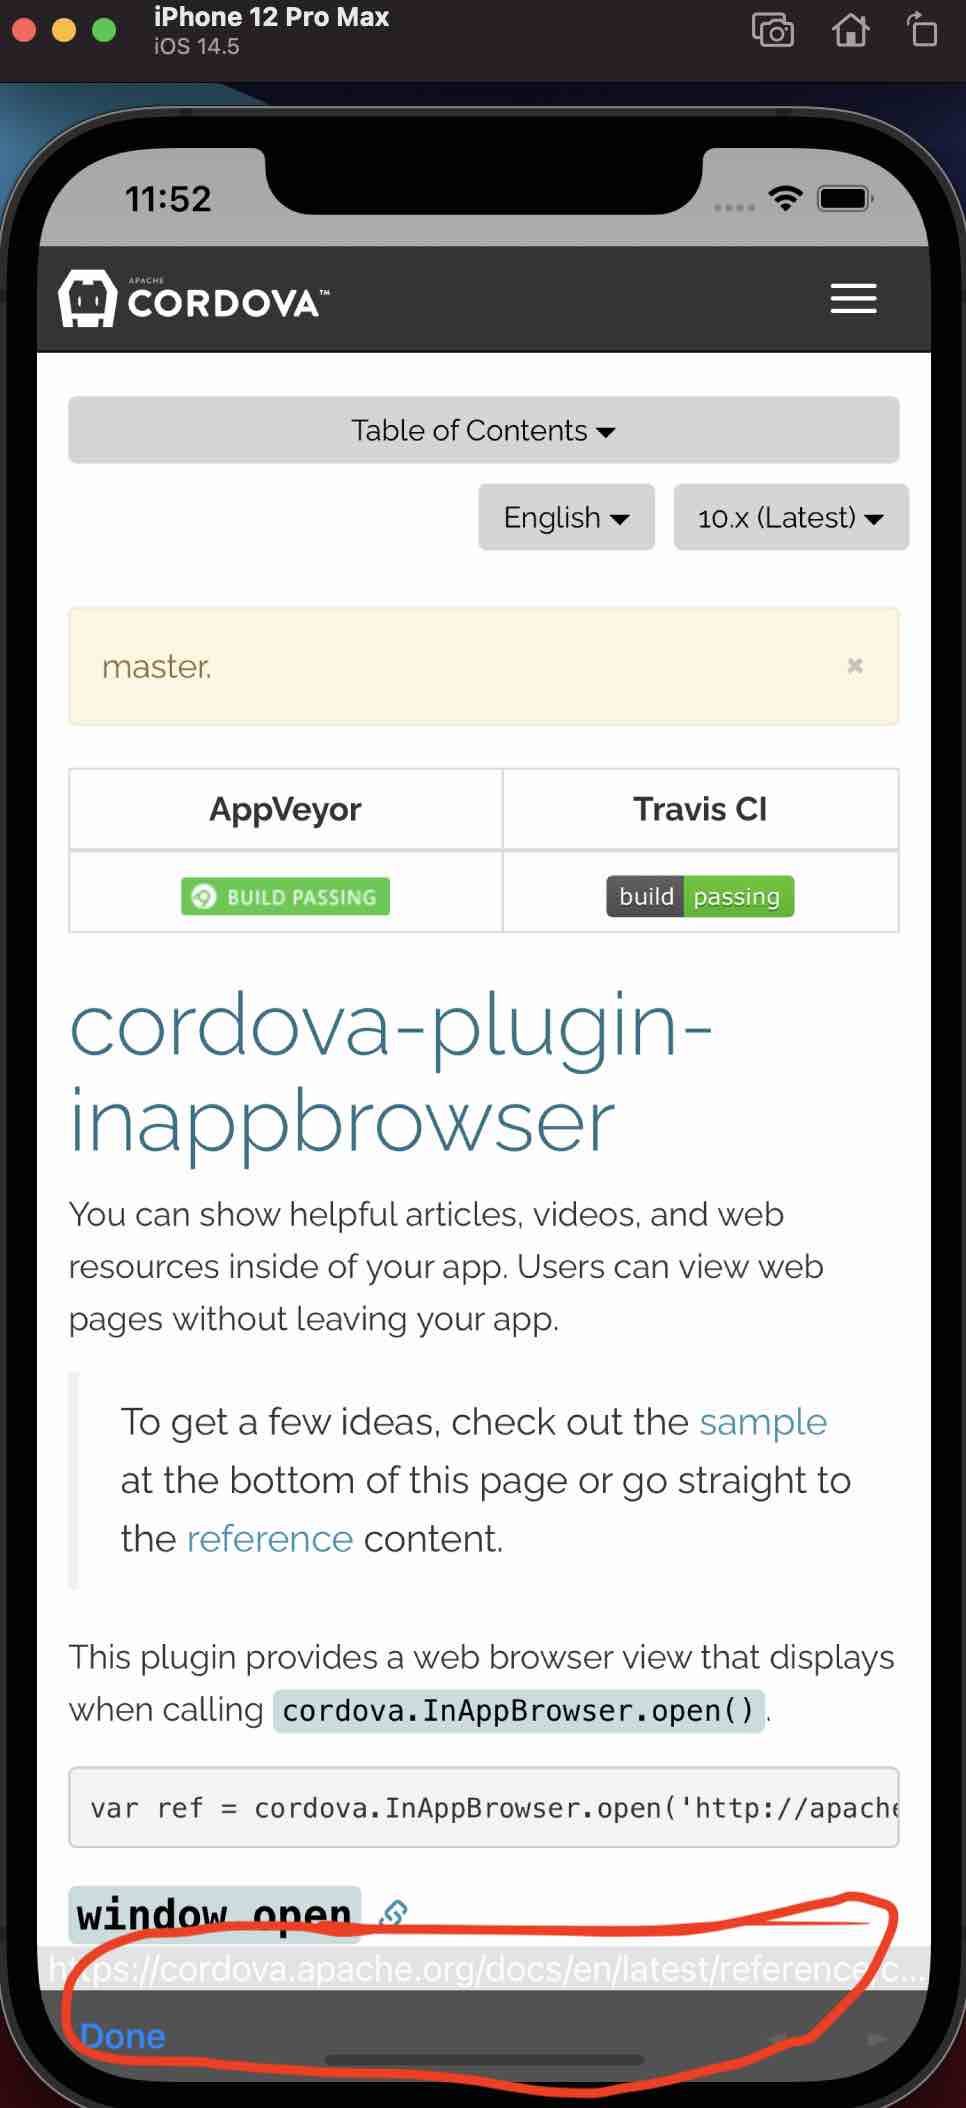 iPhone 12 Pro Max
iOS 14.5
11:52
APACHE
CORDOVA™
Table of Contents
English
10.x (Latest)
master.
×
AppVeyor
Travis CI
BUILD PASSING
build passing
cordova-plugin-
inappbrowser
You can show helpful articles, videos, and web
resources inside of your app. Users can view web
pages without leaving your app.
To get a few ideas, check out the sample
at the bottom of this page or go straight to
the reference content.
This plugin provides a web browser view that displays
when calling cordova.InAppBrowser.open().
var ref = cordova.InAppBrowser.open('http://apache
window.open
https://cordova.apache.org/docs/en/latest/reference/c...
Done